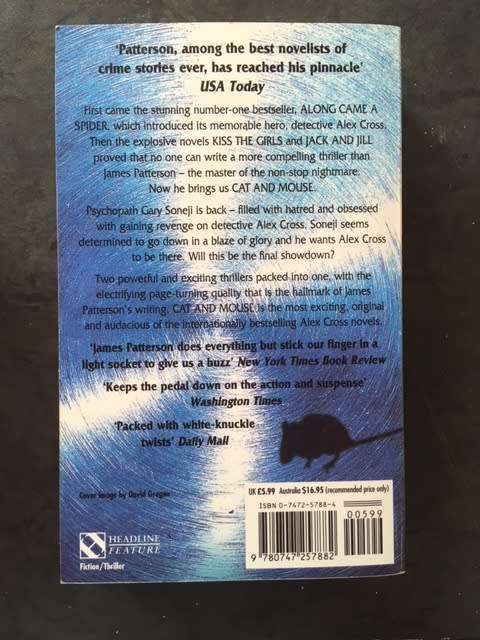 'Patterson, among the best novelists of
crime stories ever, has reached his pinnacle'
USA Today
First came the stunning number-one bestseller, ALONG CAME A
SPIDER, which introduced its memorable hero, detective Alex Cross.
Then the explosive novels KISS THE GIRLS and JACK AND JILL
proved that no one can write a more compelling thriller than
James Patterson – the master of the non-stop nightmare.
Now he brings us CAT AND MOUSE.
Psychopath Gary Soneji is back – filled with hatred and obsessed
with gaining revenge on detective Alex Cross. Soneji seems
determined to go down in a blaze of glory and he wants Alex Cross
to be there. Will this be the final showdown?
Two powerful and exciting thrillers packed into one, with the
electrifying page-turning quality that is the hallmark of James
Patterson's writing, CAT AND MOUSE is the most exciting, original
and audacious of the internationally bestselling Alex Cross novels.
'James Patterson does everything but stick our finger in a
light socket to give us a buzz' New York Times Book Review
'Keeps the pedal down on the action and suspense'
Washington Times
'Packed with white-knuckle
twists' Daily Mail
Cover image by David Grogan
UK £5.99 Australia $16.95 (recommended price only)
ISBN 0-7472-5788-4
00599
9 780747 257882
HEADLINE
FEATURE
Fiction/Thriller